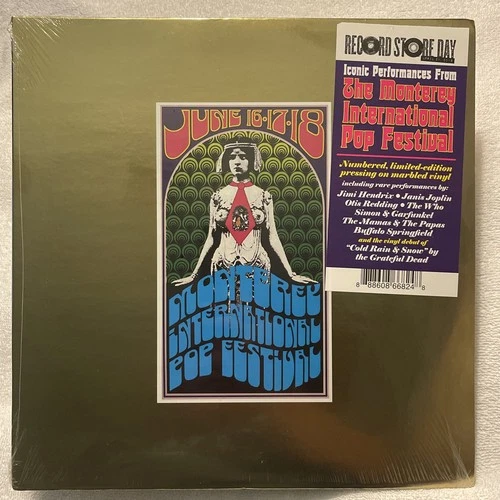 JUNE 16·17·18
MONTEREY
INTERNATIONAL
POP FESTIVAL
RECORD STORE DAY
Iconic Performances From
The Monterey
International
Pop Festival
Numbered, limited-edition
pressing on marbled vinyl
including rare performances by:
Jimi Hendrix • Janis Joplin
Otis Redding • The Who
Simon & Garfunkel
The Mamas & The Papas
Buffalo Springfield
and the vinyl debut of
"Cold Rain & Snow" by
the Grateful Dead
8 88608 66824 8